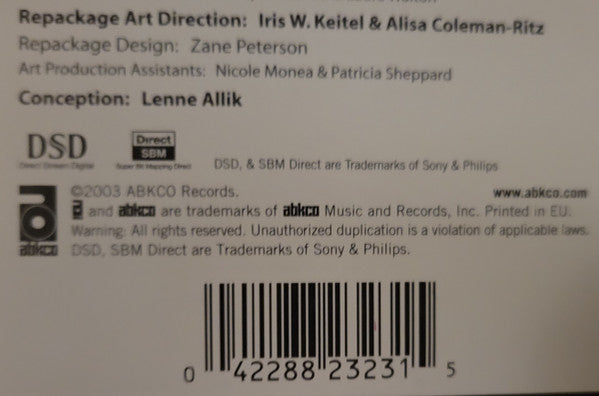 Repackage Art Direction: Iris W. Keitel & Alisa Coleman-Ritz
Repackage Design: Zane Peterson
Art Production Assistants: Nicole Monea & Patricia Sheppard
Conception: Lenne Allik
DSD
Direct Stream Digital
Direct
SBM
Super Bit Mapping Direct
DSD, & SBM Direct are Trademarks of Sony & Philips
©2003 ABKCO Records.
www.abkco.com
a and abkco are trademarks of abkco Music and Records, Inc. Printed in EU.
Warning: All rights reserved. Unauthorized duplication is a violation of applicable laws.
DSD, SBM Direct are Trademarks of Sony & Philips.
abkco
0 42288 23231 5